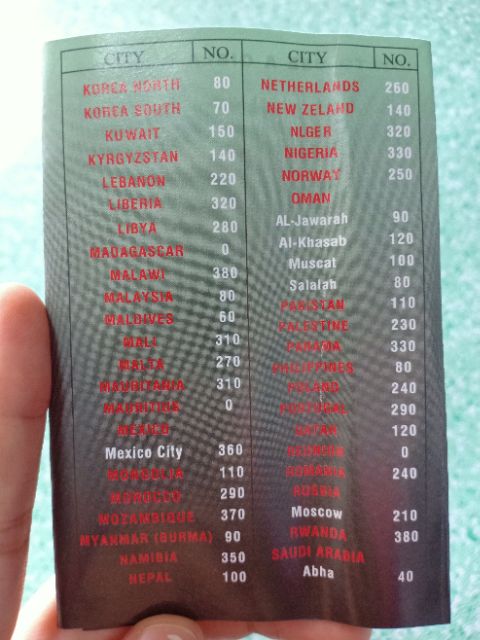 CITY NO.
KOREA NORTH 80
KOREA SOUTH 70
KUWAIT 150
KYRGYZSTAN 140
LEBANON 220
LIBERIA 320
LIBYA 280
MADAGASCAR 0
MALAWI 380
MALAYSIA 80
MALDIVES 60
MALI 310
MALTA 270
MAURITANIA 310
MAURITIUS 0
MEXICO
Mexico City 360
MONGOLIA 110
MOROCCO 290
MOZAMBIQUE 370
MYANMAR (BURMA) 90
NAMIBIA 350
NEPAL 100
CITY NO.
NETHERLANDS 260
NEW ZELAND 140
NLGER 320
NIGERIA 330
NORWAY 250
OMAN
AL-Jawarah 90
Al-Khasab 120
Muscat 100
Salalah 80
PAKISTAN 110
PALESTINE 230
PANAMA 330
PHILIPPINES 80
POLAND 240
PORTUGAL 290
QATAR 120
REUNION 0
ROMANIA 240
RUSSIA
Moscow 210
RWANDA 380
SAUDI ARABIA
Abha 40